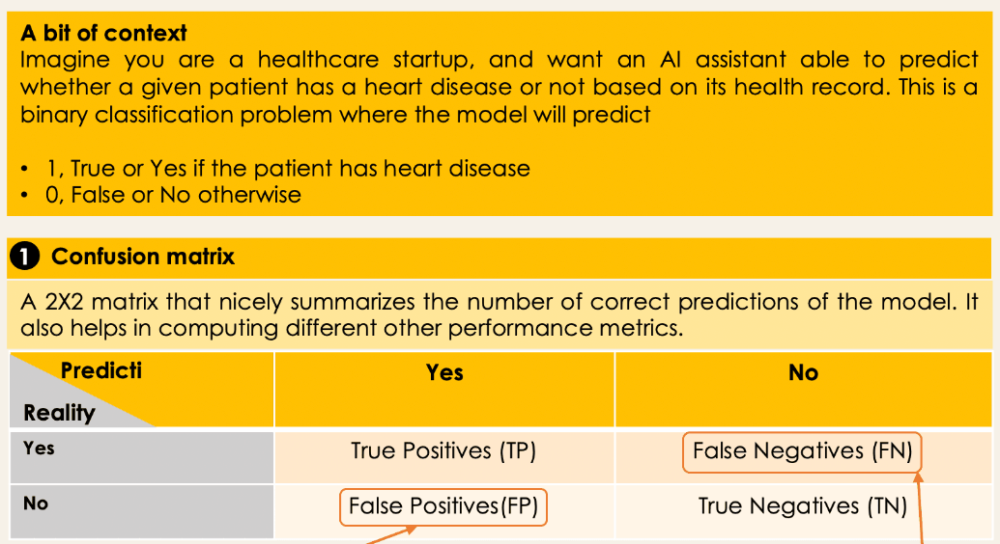 A bit of context
Imagine you are a healthcare startup, and want an AI assistant able to predict
whether a given patient has a heart disease or not based on its health record. This is a
binary classification problem where the model will predict
• 1, True or Yes if the patient has heart disease
• 0, False or No otherwise
1 Confusion matrix
A 2X2 matrix that nicely summarizes the number of correct predictions of the model. It
also helps in computing different other performance metrics.
Predicti
Reality
Yes
No
Yes
True Positives (TP)
False Negatives (FN)
No
False Positives(FP)
True Negatives (TN)